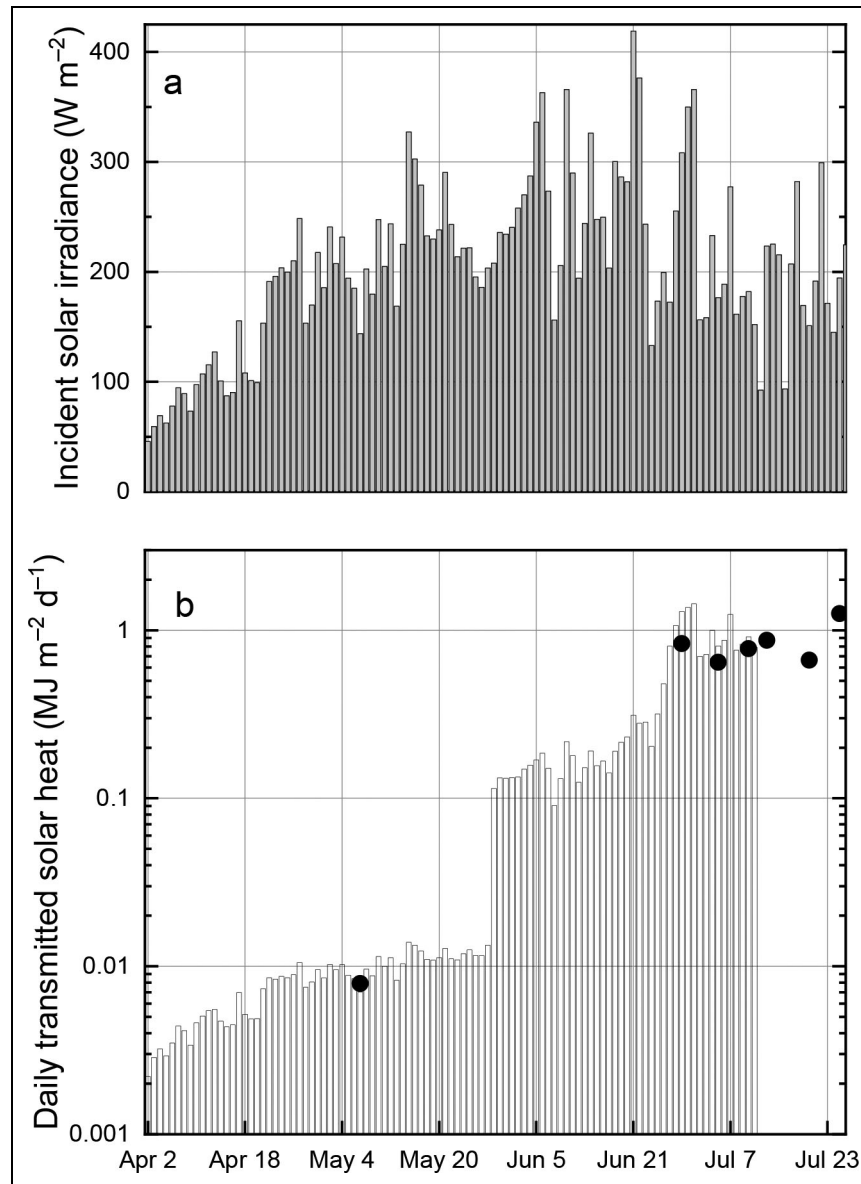 a
Incident solar irradiance (W m⁻²)
400
300
200
100
0
b
Daily transmitted solar heat (MJ m⁻² d⁻¹)
1
0.1
0.01
0.001
Apr 2 Apr 18 May 4 May 20 Jun 5 Jun 21 Jul 7 Jul 23